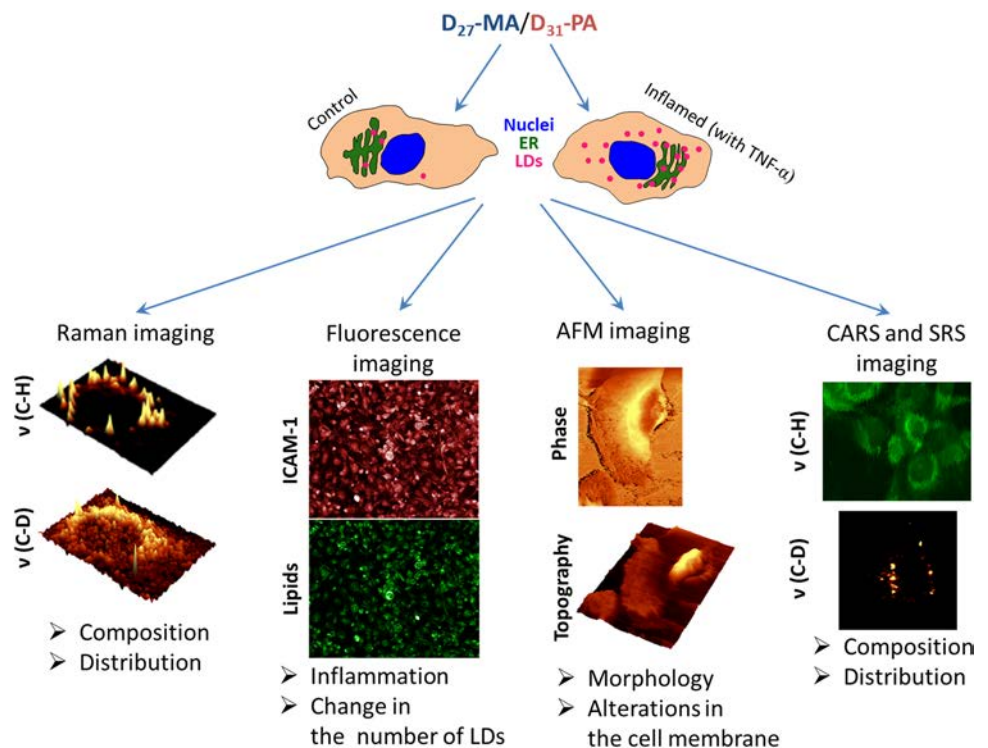 D₂₇-MA/D₃₁-PA
Control
Nuclei
ER
LDs
Inflamed (with TNF-α)
Raman imaging
ν (C-H)
ν (C-D)
➢ Composition
➢ Distribution
Fluorescence
imaging
ICAM-1
Lipids
➢ Inflammation
➢ Change in
the number of LDs
AFM imaging
Phase
Topography
➢ Morphology
➢ Alterations in
the cell membrane
CARS and SRS
imaging
ν (C-H)
ν (C-D)
➢ Composition
➢ Distribution